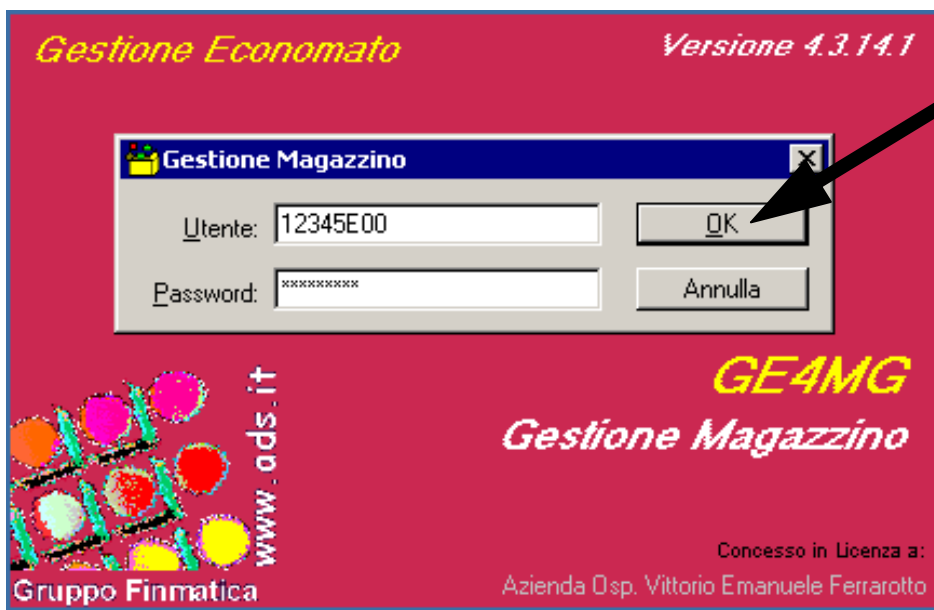 Gestione Economato
Versione 4.3.14.1
Gestione Magazzino
Utente: 12345E00 OK
Password: ********* Annulla
GE4MG
Gestione Magazzino
www.ads.it
Concesso in Licenza a:
Gruppo Finmatica
Azienda Osp. Vittorio Emanuele Ferrarotto